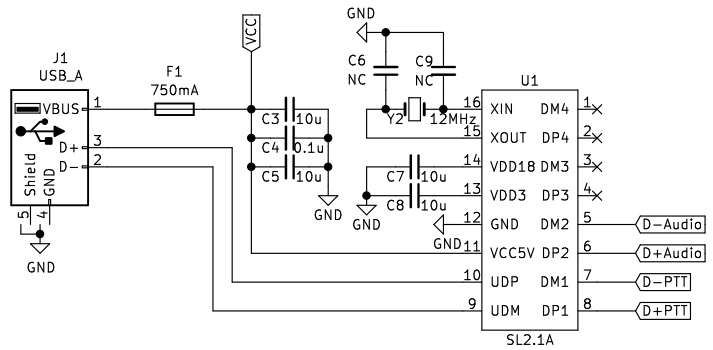 GND
VCC
J1
USB_A
C6
NC
C9
NC
U1
F1
750mA
VBUS 1
D+ 3
D- 2
Shield
GND
5
4
GND
C3 10u
C4 0.1u
C5 10u
GND
Y2 12MHz
C7 10u
C8 10u
GND
GND
16 XIN DM4 1
15 XOUT DP4 2
14 VDD18 DM3 3
13 VDD3 DP3 4
12 GND DM2 5 D-Audio
11 VCC5V DP2 6 D+Audio
10 UDP DM1 7 D-PTT
9 UDM DP1 8 D+PTT
SL2.1A